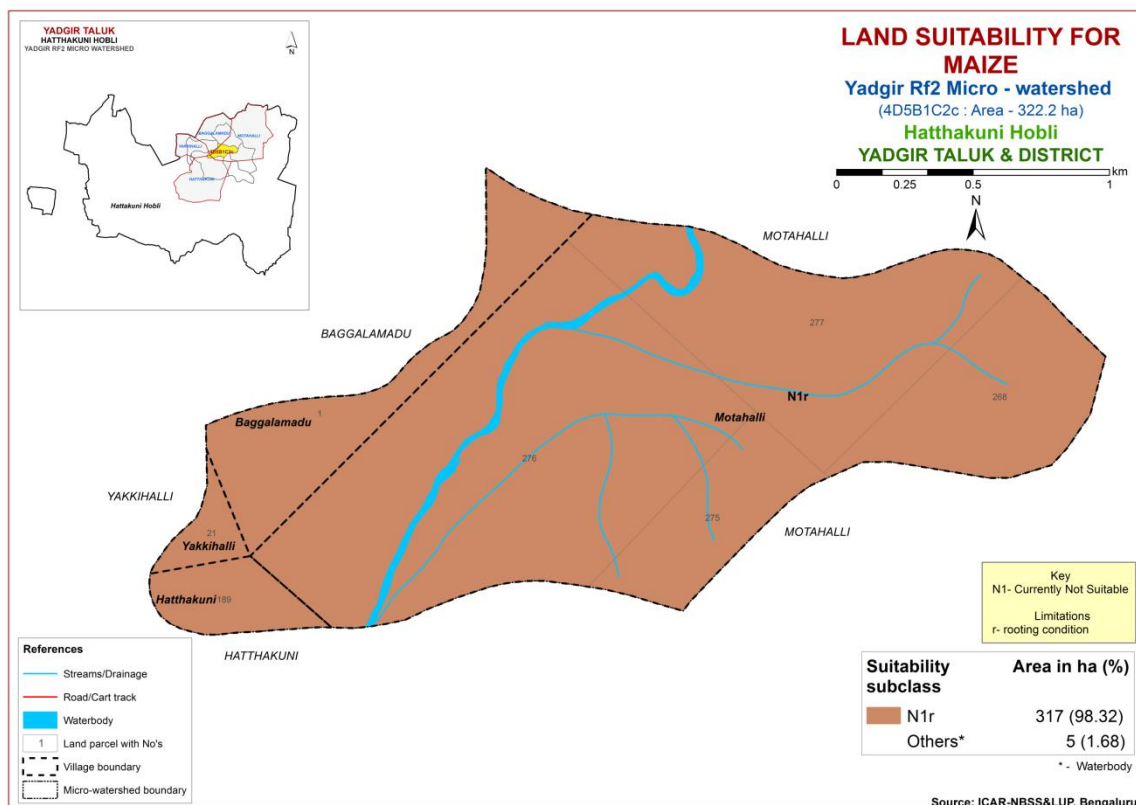 YADGIR TALUK
HATTHAKUNI HOBLI
YADGIR RF2 MICRO WATERSHED
N
BAGGALAMADU
MOTAHALLI
HATTHAKUNI
Hattakuni Hobli
LAND SUITABILITY FOR
MAIZE
Yadgir Rf2 Micro - watershed
(4D5B1C2c : Area - 322.2 ha)
Hatthakuni Hobli
YADGIR TALUK & DISTRICT
km
0 0.25 0.5 1
N
MOTAHALLI
BAGGALAMADU
277
N1r
268
Baggalamadu
1
Motahalli
276
YAKKIHALLI
275
MOTAHALLI
21
Yakkihalli
Hatthakuni
189
HATTHAKUNI
Key
N1- Currently Not Suitable
Limitations
r- rooting condition
References
Streams/Drainage
Road/Cart track
Waterbody
1 Land parcel with No's
Village boundary
Micro-watershed boundary
Suitability subclass Area in ha (%)
N1r 317 (98.32)
Others* 5 (1.68)
* - Waterbody
Source: ICAR-NBSS&LUP, Bengaluru